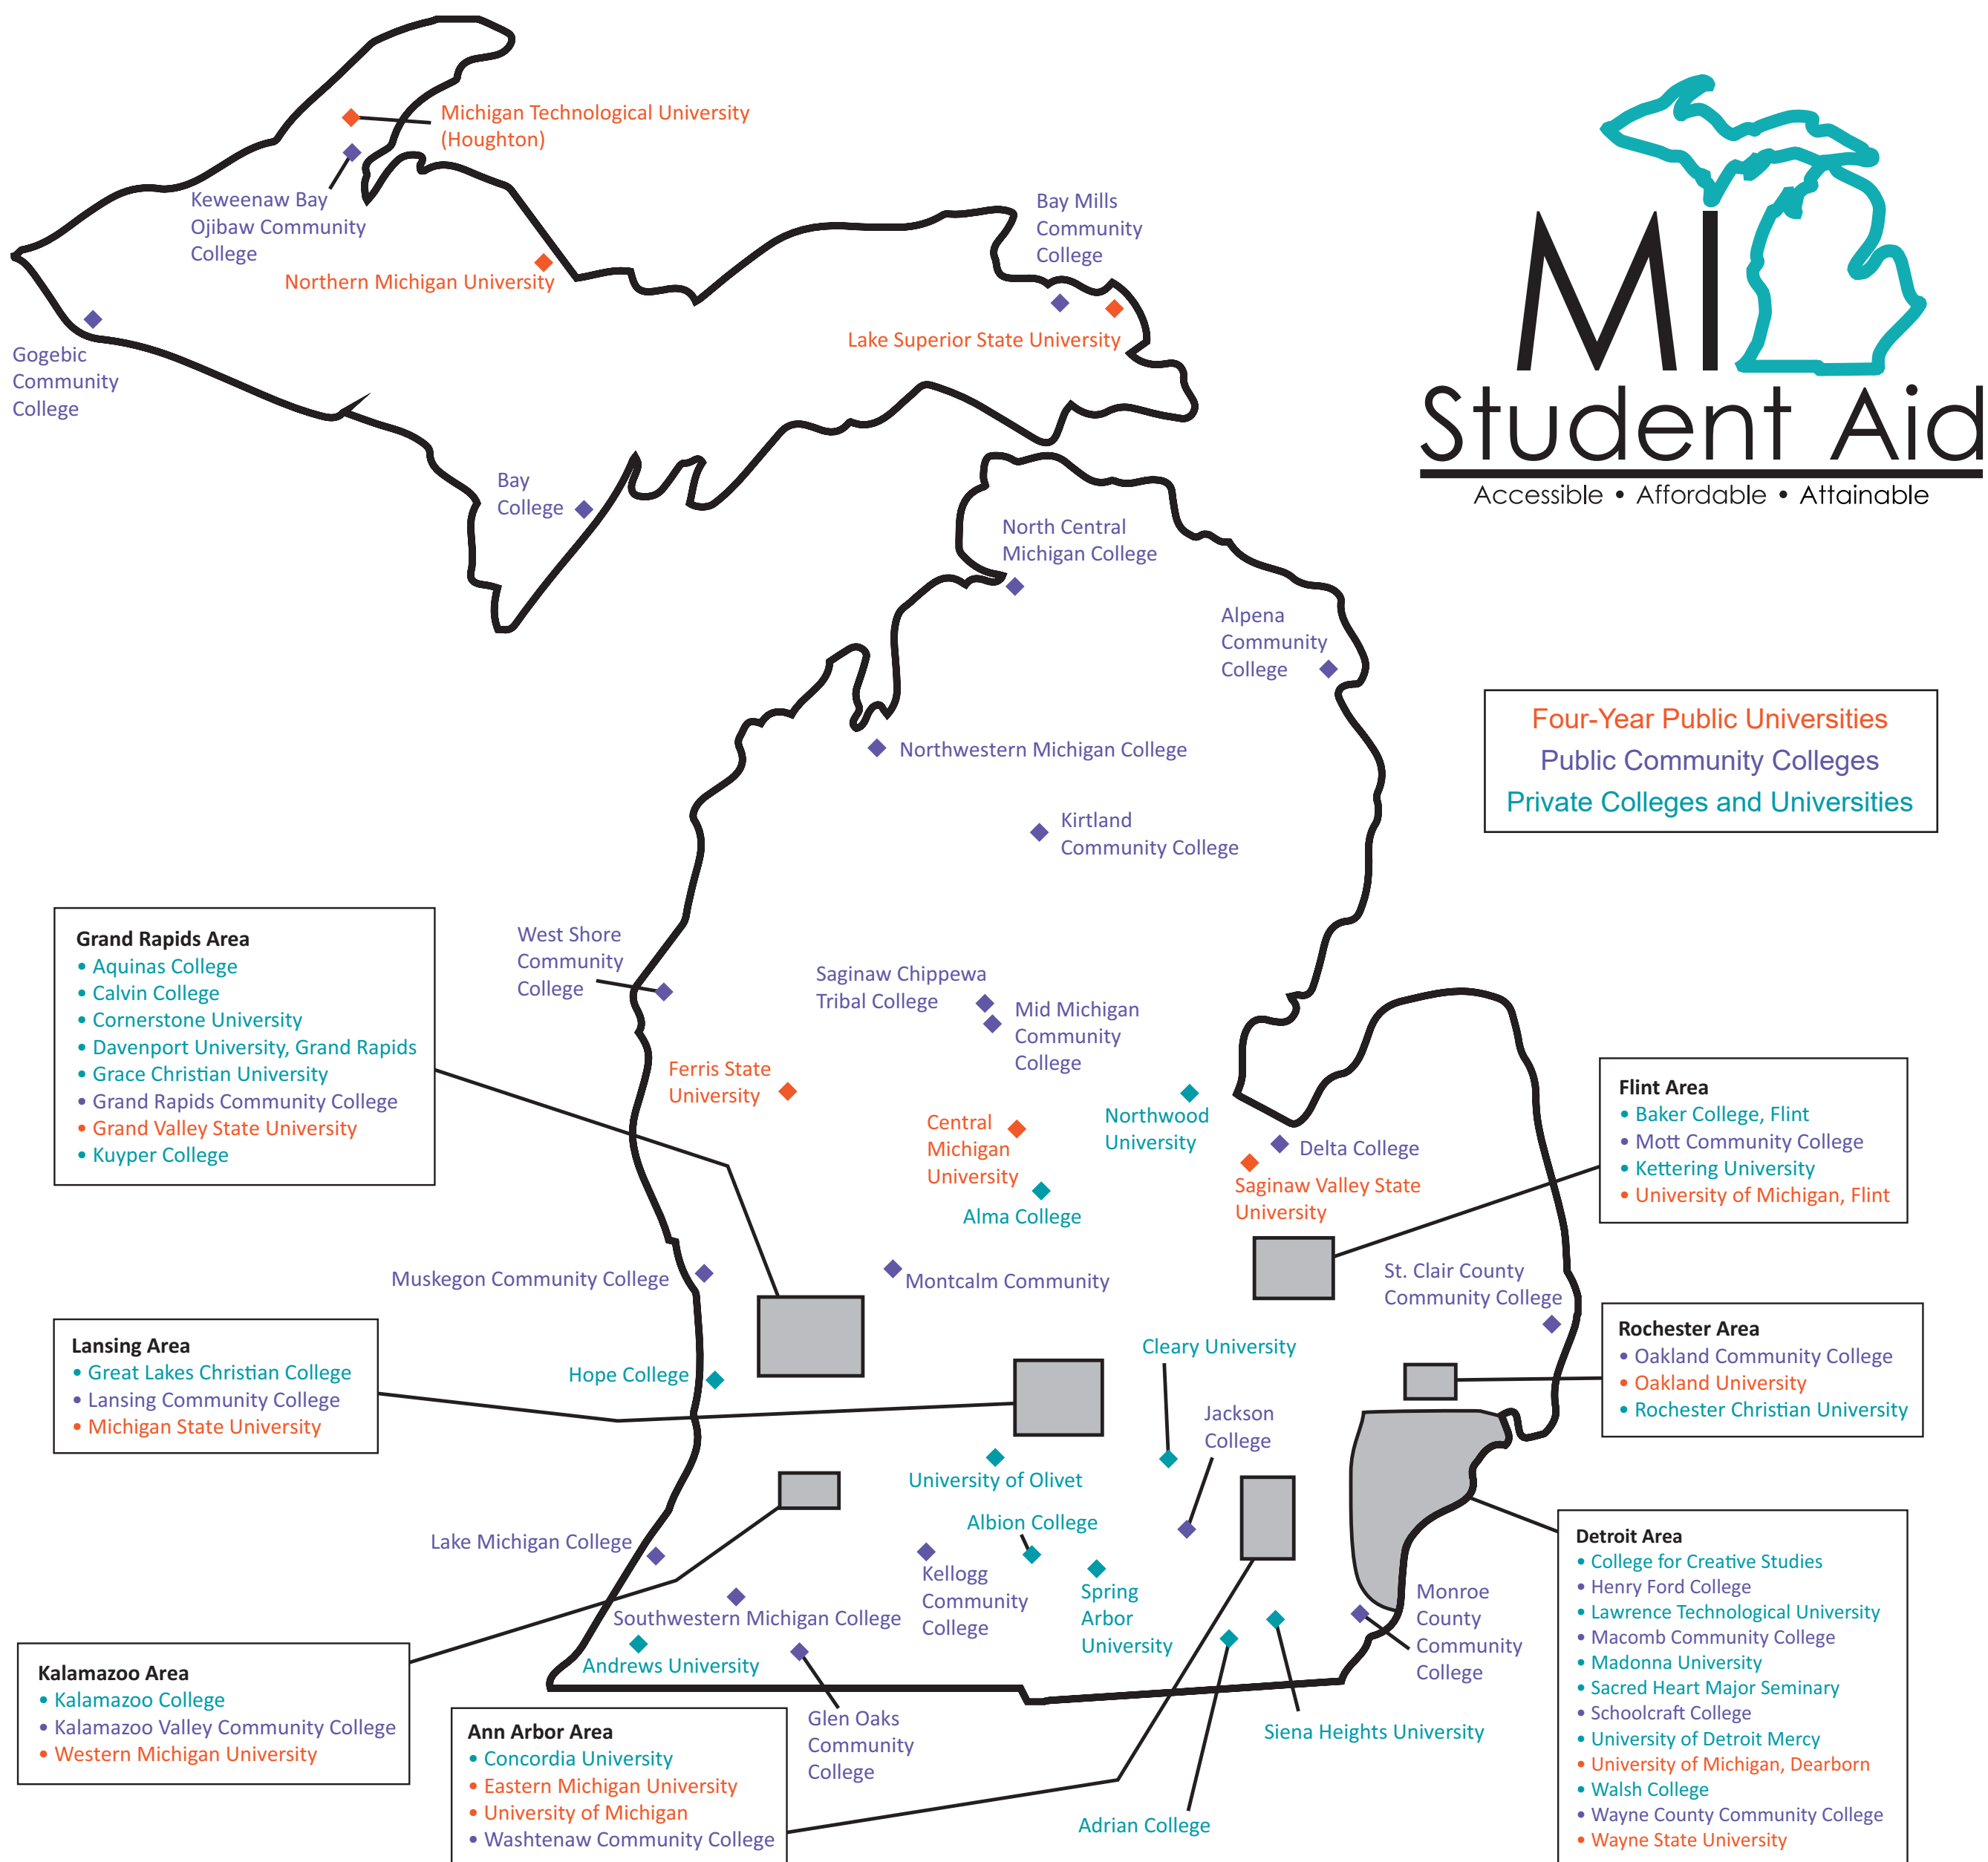 Michigan Technological University
(Houghton)
Keweenaw Bay
Ojibaw Community
College
Northern Michigan University
Bay Mills
Community
College
Lake Superior State University
Gogebic
Community
College
Bay
College
MI
Student Aid
Accessible • Affordable • Attainable
North Central
Michigan College
Alpena
Community
College
Northwestern Michigan College
Four-Year Public Universities
Public Community Colleges
Private Colleges and Universities
Kirtland
Community College
Grand Rapids Area
• Aquinas College
• Calvin College
• Cornerstone University
• Davenport University, Grand Rapids
• Grace Christian University
• Grand Rapids Community College
• Grand Valley State University
• Kuyper College
West Shore
Community
College
Saginaw Chippewa
Tribal College
Mid Michigan
Community
College
Ferris State
University
Central
Michigan
University
Northwood
University
Delta College
Saginaw Valley State
University
Alma College
Flint Area
• Baker College, Flint
• Mott Community College
• Kettering University
• University of Michigan, Flint
Muskegon Community College
Montcalm Community
St. Clair County
Community College
Lansing Area
• Great Lakes Christian College
• Lansing Community College
• Michigan State University
Hope College
Cleary University
Rochester Area
• Oakland Community College
• Oakland University
• Rochester Christian University
Jackson
College
University of Olivet
Albion College
Lake Michigan College
Kellogg
Community
College
Spring
Arbor
University
Southwestern Michigan College
Andrews University
Monroe
County
Community
College
Detroit Area
• College for Creative Studies
• Henry Ford College
• Lawrence Technological University
• Macomb Community College
• Madonna University
• Sacred Heart Major Seminary
• Schoolcraft College
• University of Detroit Mercy
• University of Michigan, Dearborn
• Walsh College
• Wayne County Community College
• Wayne State University
Kalamazoo Area
• Kalamazoo College
• Kalamazoo Valley Community College
• Western Michigan University
Ann Arbor Area
• Concordia University
• Eastern Michigan University
• University of Michigan
• Washtenaw Community College
Glen Oaks
Community
College
Siena Heights University
Adrian College